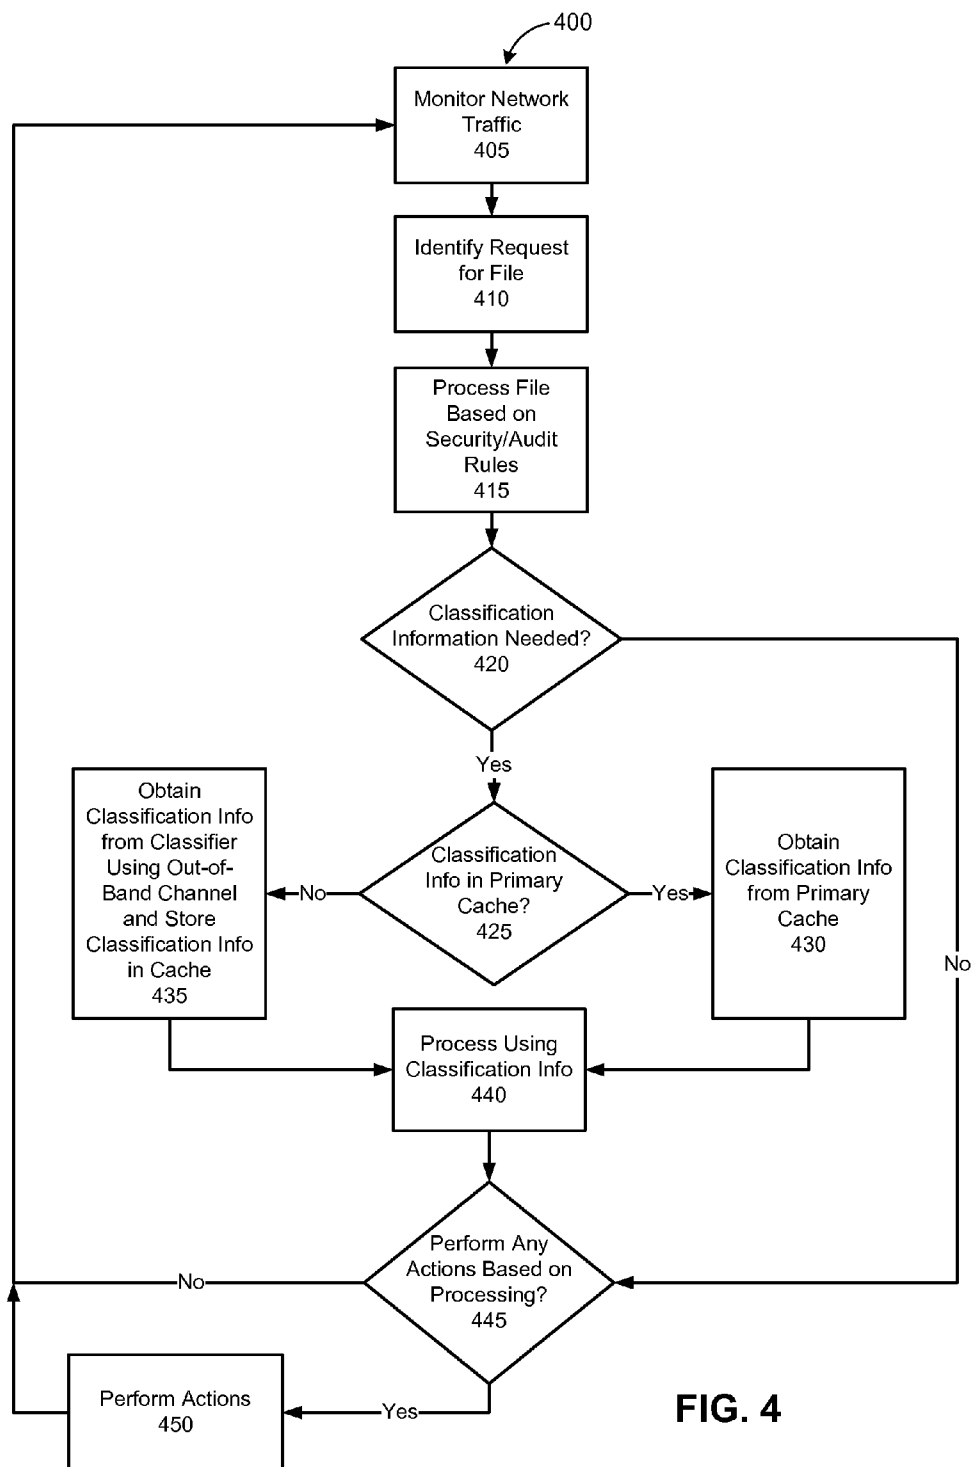 400
Monitor Network
Traffic
405
Identify Request
for File
410
Process File
Based on
Security/Audit
Rules
415
Classification
Information Needed?
420
Yes
No
Obtain
Classification Info
from Classifier
Using Out-of-
Band Channel
and Store
Classification Info
in Cache
435
No
Classification
Info in Primary
Cache?
425
Yes
Obtain
Classification Info
from Primary
Cache
430
Process Using
Classification Info
440
Perform Any
Actions Based on
Processing?
445
No
Yes
Perform Actions
450
FIG. 4